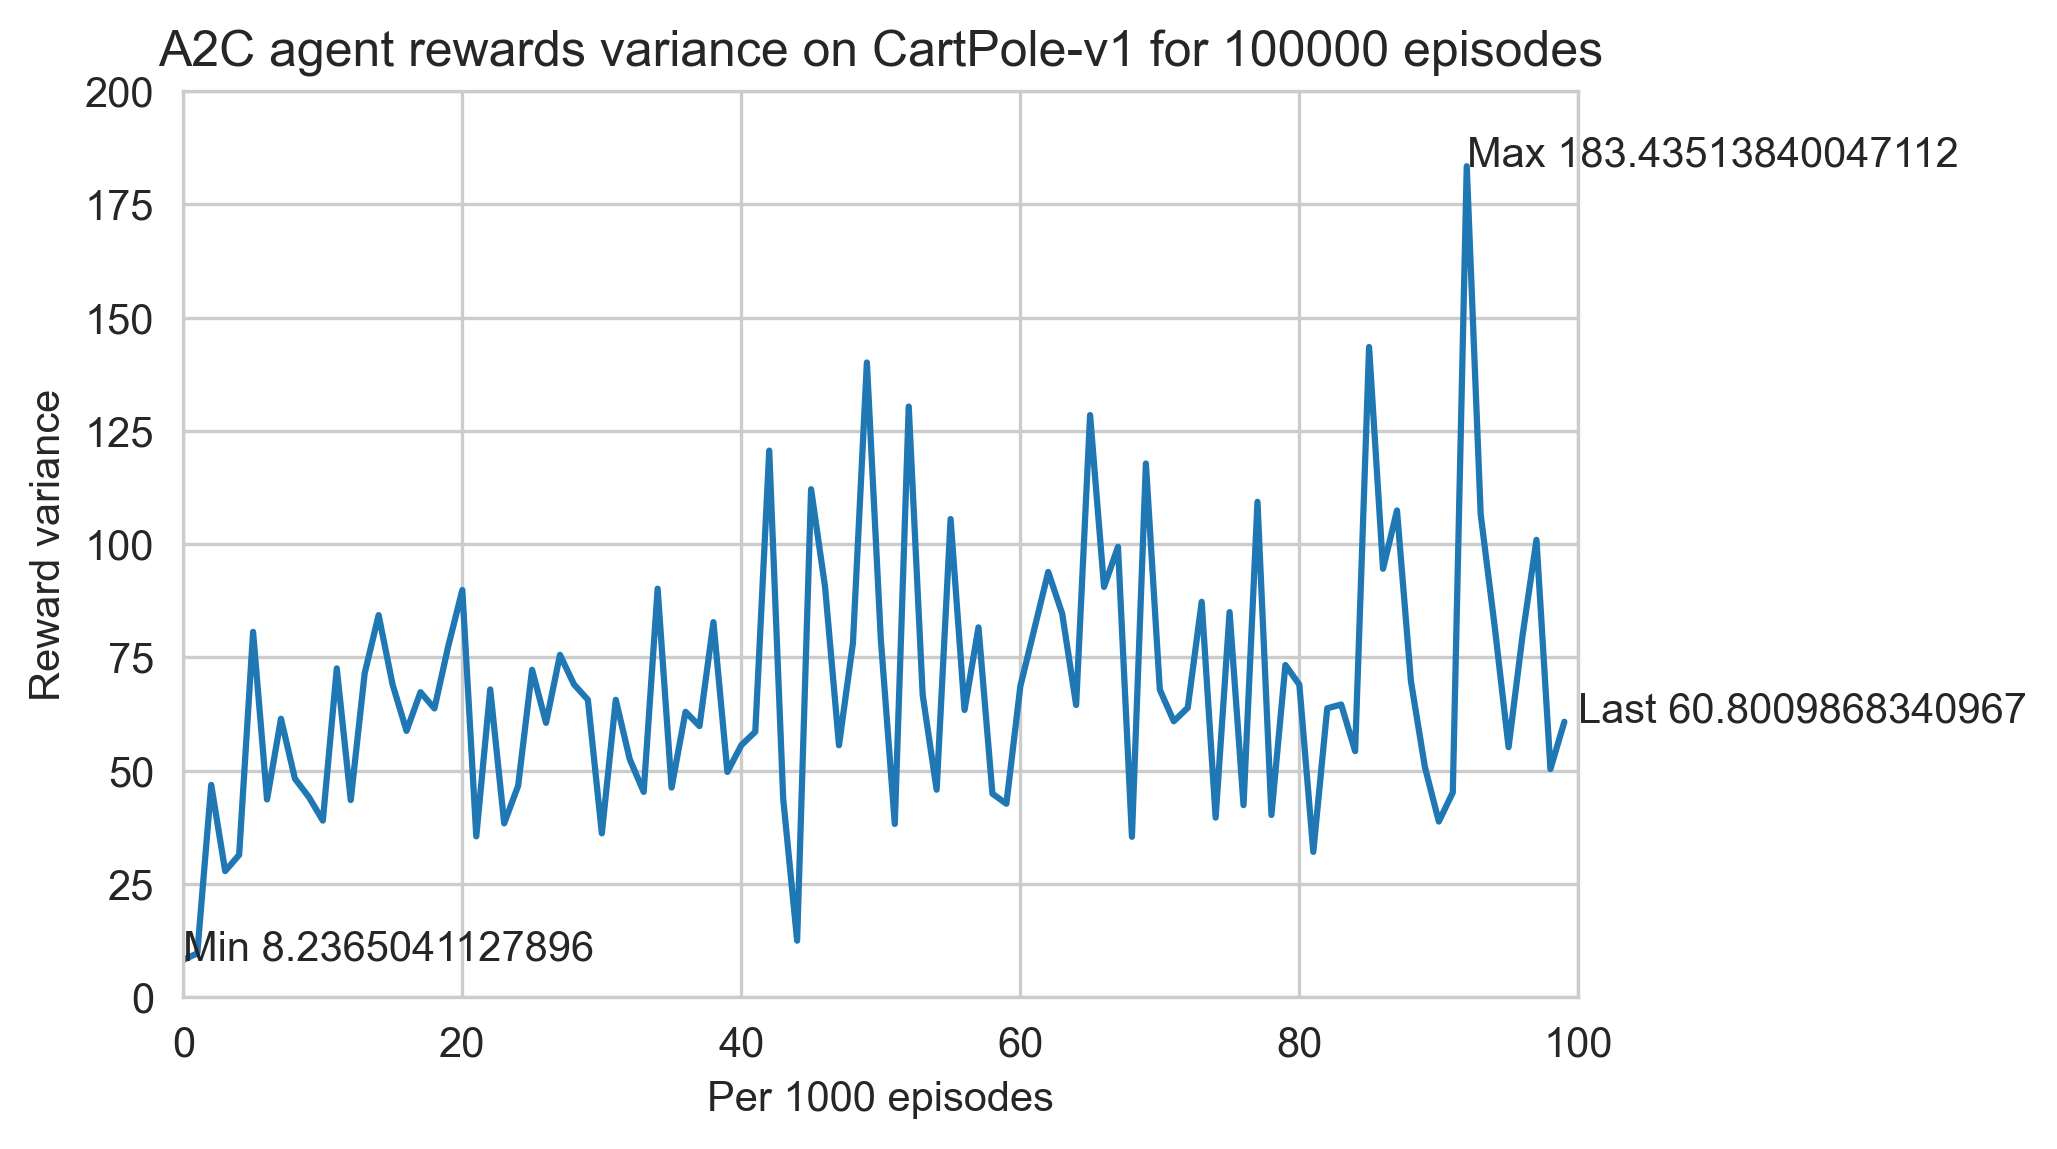 A2C agent rewards variance on CartPole-v1 for 100000 episodes
200
175
150
125
100
75
50
25
0
Reward variance
Max 183.43513840047112
Last 60.8009868340967
Min 8.2365041127896
0 20 40 60 80 100
Per 1000 episodes